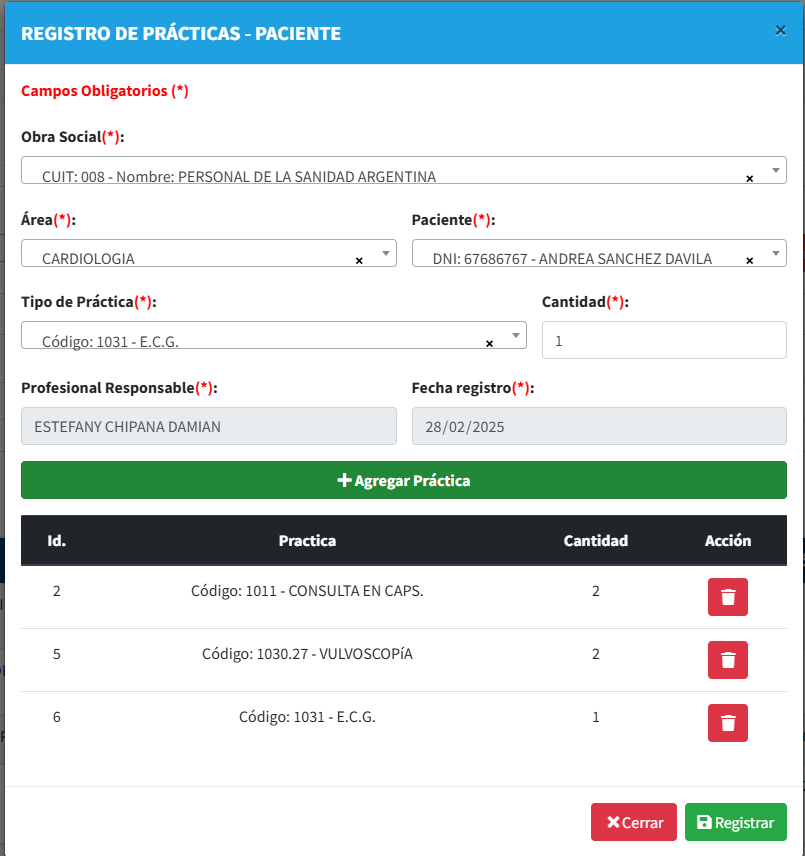 REGISTRO DE PRÁCTICAS - PACIENTE ×
Campos Obligatorios (*)
Obra Social(*):
CUIT: 008 - Nombre: PERSONAL DE LA SANIDAD ARGENTINA ×
Área(*): Paciente(*):
CARDIOLOGIA × DNI: 67686767 - ANDREA SANCHEZ DAVILA ×
Tipo de Práctica(*): Cantidad(*):
Código: 1031 - E.C.G. × 1
Profesional Responsable(*): Fecha registro(*):
ESTEFANY CHIPANA DAMIAN 28/02/2025
Agregar Práctica
Id. Practica Cantidad Acción
2 Código: 1011 - CONSULTA EN CAPS. 2
5 Código: 1030.27 - VULVOSCOPíA 2
6 Código: 1031 - E.C.G. 1
Cerrar Registrar